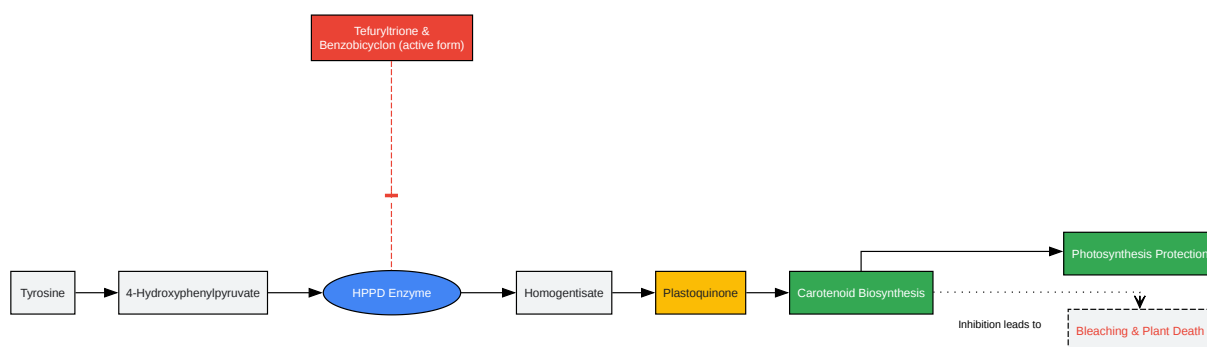 Tefuryltrione &
Benzobicyclon (active form)
Photosynthesis Protection
Tyrosine
4-Hydroxyphenylpyruvate
HPPD Enzyme
Homogentisate
Plastoquinone
Carotenoid Biosynthesis
Inhibition leads to
Bleaching & Plant Death